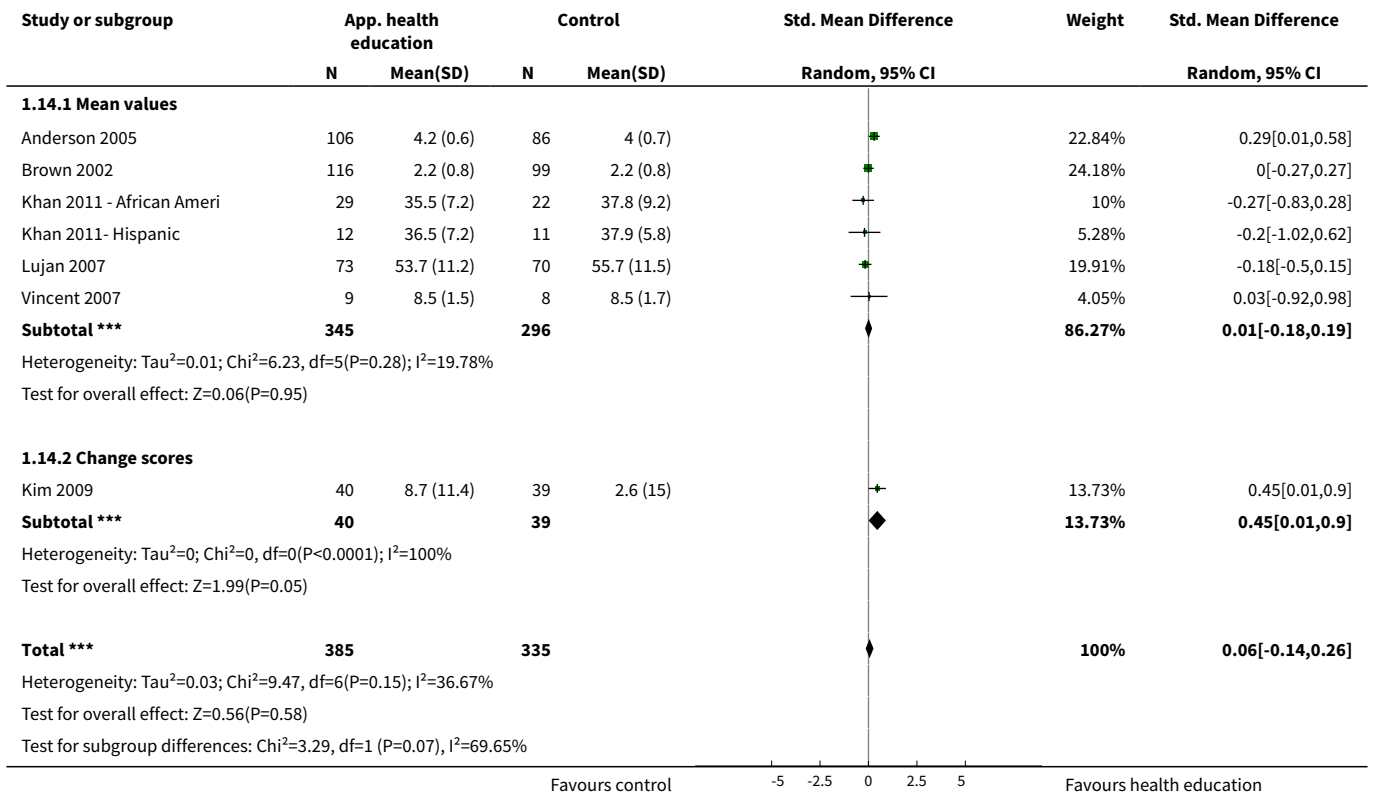 Study or subgroup App. health education Control Std. Mean Difference Weight Std. Mean Difference
N Mean(SD) N Mean(SD) Random, 95% CI Random, 95% CI
1.14.1 Mean values
Anderson 2005 106 4.2 (0.6) 86 4 (0.7) 22.84% 0.29[0.01,0.58]
Brown 2002 116 2.2 (0.8) 99 2.2 (0.8) 24.18% 0[-0.27,0.27]
Khan 2011 - African Ameri 29 35.5 (7.2) 22 37.8 (9.2) 10% -0.27[-0.83,0.28]
Khan 2011- Hispanic 12 36.5 (7.2) 11 37.9 (5.8) 5.28% -0.2[-1.02,0.62]
Lujan 2007 73 53.7 (11.2) 70 55.7 (11.5) 19.91% -0.18[-0.5,0.15]
Vincent 2007 9 8.5 (1.5) 8 8.5 (1.7) 4.05% 0.03[-0.92,0.98]
Subtotal *** 345 296 86.27% 0.01[-0.18,0.19]
Heterogeneity: Tau²=0.01; Chi²=6.23, df=5(P=0.28); I²=19.78%
Test for overall effect: Z=0.06(P=0.95)
1.14.2 Change scores
Kim 2009 40 8.7 (11.4) 39 2.6 (15) 13.73% 0.45[0.01,0.9]
Subtotal *** 40 39 13.73% 0.45[0.01,0.9]
Heterogeneity: Tau²=0; Chi²=0, df=0(P<0.0001); I²=100%
Test for overall effect: Z=1.99(P=0.05)
Total *** 385 335 100% 0.06[-0.14,0.26]
Heterogeneity: Tau²=0.03; Chi²=9.47, df=6(P=0.15); I²=36.67%
Test for overall effect: Z=0.56(P=0.58)
Test for subgroup differences: Chi²=3.29, df=1 (P=0.07), I²=69.65%
Favours control -5 -2.5 0 2.5 5 Favours health education